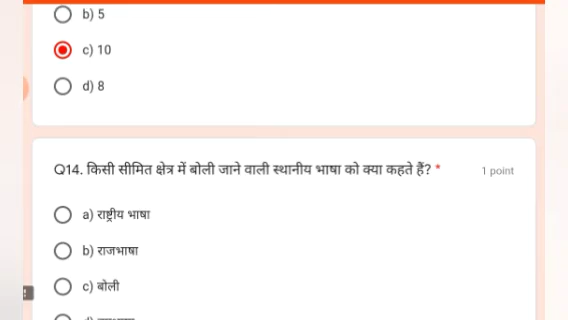 b) 5
c) 10
d) 8
Q14. किसी सीमित क्षेत्र में बोली जाने वाली स्थानीय भाषा को क्या कहते हैं? * 1 point
a) राष्ट्रीय भाषा
b) राजभाषा
c) बोली